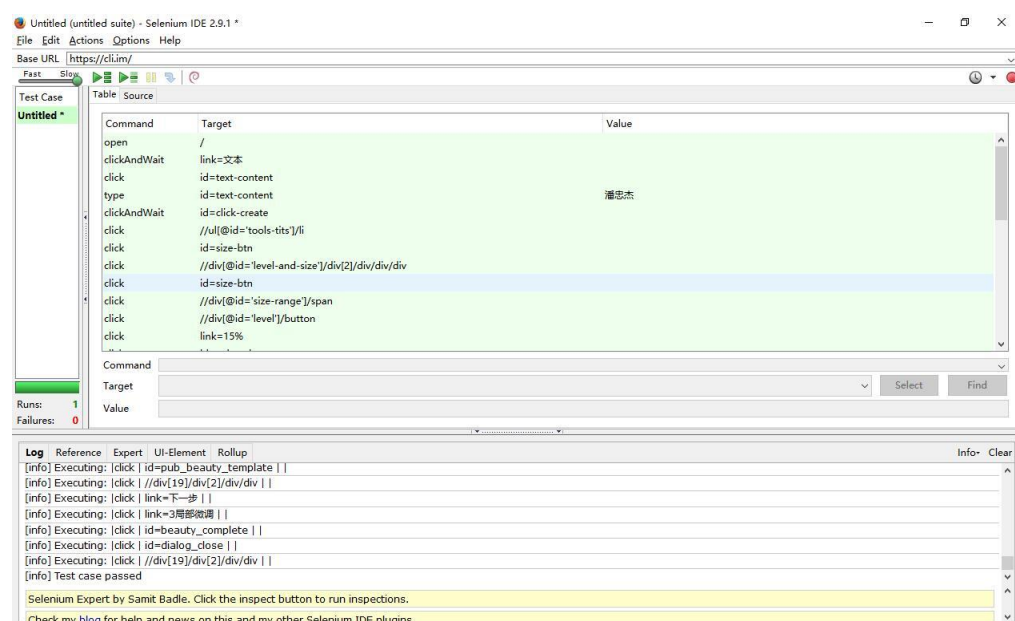 Untitled (untitled suite) - Selenium IDE 2.9.1 *
File Edit Actions Options Help
Base URL https://cli.im/
Fast Slow
Test Case
Untitled *
Table Source
Command Target Value
open /
clickAndWait link=文本
click id=text-content
type id=text-content 潘忠杰
clickAndWait id=click-create
click //ul[@id='tools-tits']/li
click id=size-btn
click //div[@id='level-and-size']/div[2]/div/div/div
click id=size-btn
click //div[@id='size-range']/span
click //div[@id='level']/button
click link=15%
Command
Target Select Find
Value
Runs: 1
Failures: 0
Log Reference Expert UI-Element Rollup Info Clear
[info] Executing: |click | id=pub_beauty_template | |
[info] Executing: |click | //div[19]/div[2]/div/div | |
[info] Executing: |click | link=下一步 | |
[info] Executing: |click | link=3局部微调 | |
[info] Executing: |click | id=beauty_complete | |
[info] Executing: |click | id=dialog_close | |
[info] Executing: |click | //div[19]/div[2]/div/div | |
[info] Test case passed
Selenium Expert by Samit Badle. Click the inspect button to run inspections.
Check my blog for help and news on this and my other Selenium IDE plugins.